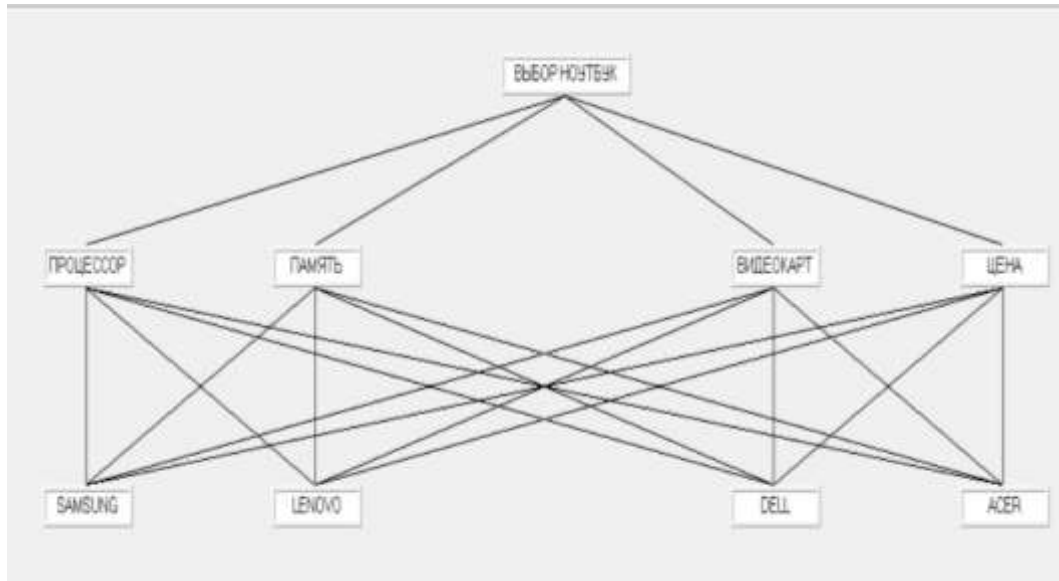 ВЫБОР НОУТБУК
ПРОЦЕССОР
ПАМЯТЬ
ВИДЕОКАРТ
ЦЕНА
SAMSUNG
LENOVO
DELL
ACER